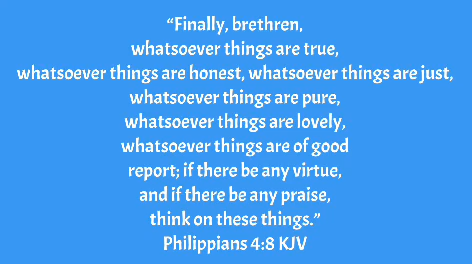 “Finally, brethren,
whatsoever things are true,
whatsoever things are honest, whatsoever things are just,
whatsoever things are pure,
whatsoever things are lovely,
whatsoever things are of good
report; if there be any virtue,
and if there be any praise,
think on these things.”
Philippians 4:8 KJV